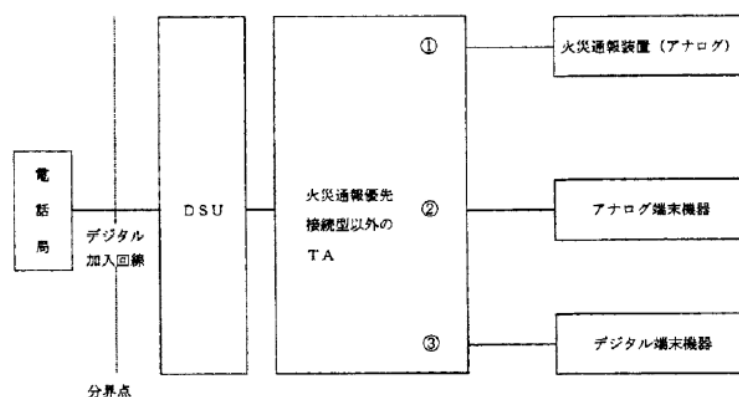 ①
火災通報装置（アナログ）
電
話
局
DSU
火災通報優先
接続型以外の
TA
②
アナログ端末機器
デジタル
加入回線
③
デジタル端末機器
分界点